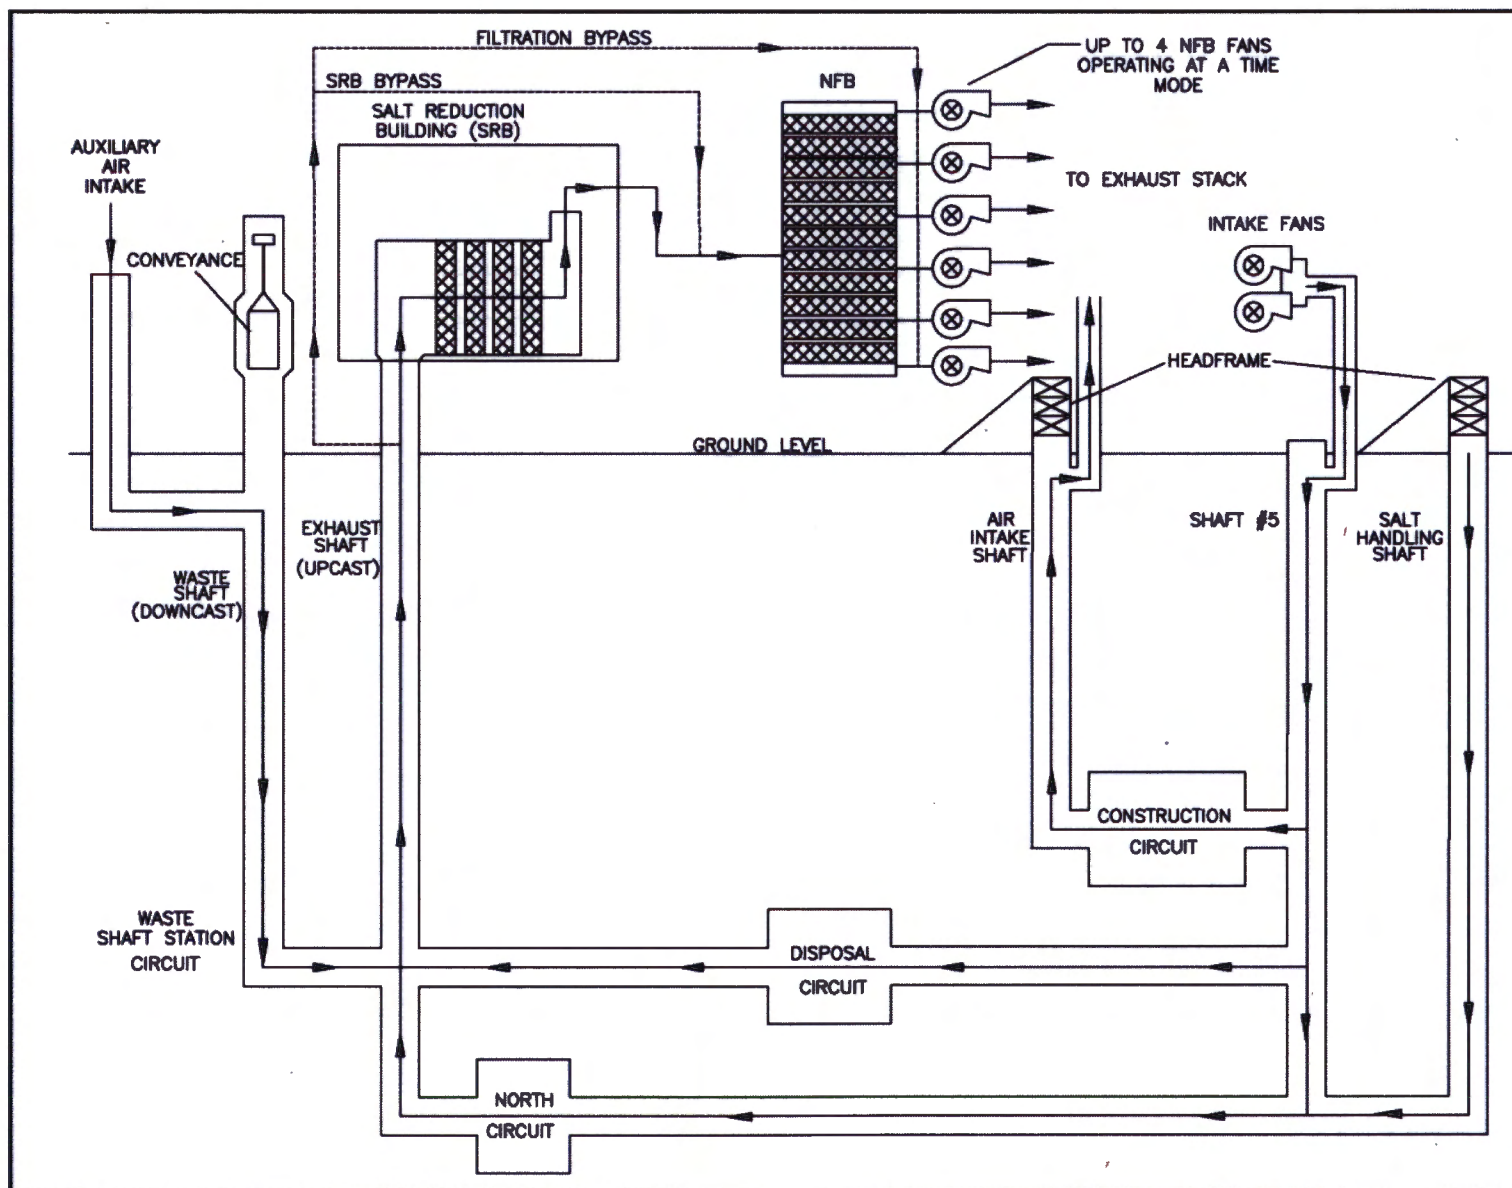 FILTRATION BYPASS
UP TO 4 NFB FANS
OPERATING AT A TIME
MODE
SRB BYPASS
NFB
SALT REDUCTION
BUILDING (SRB)
AUXILIARY
AIR
INTAKE
TO EXHAUST STACK
INTAKE FANS
CONVEYANCE
HEADFRAME
GROUND LEVEL
EXHAUST
SHAFT
(UPCAST)
AIR
INTAKE
SHAFT
SHAFT #5
SALT
HANDLING
SHAFT
WASTE
SHAFT
(DOWNCAST)
CONSTRUCTION
CIRCUIT
WASTE
SHAFT STATION
CIRCUIT
DISPOSAL
CIRCUIT
NORTH
CIRCUIT